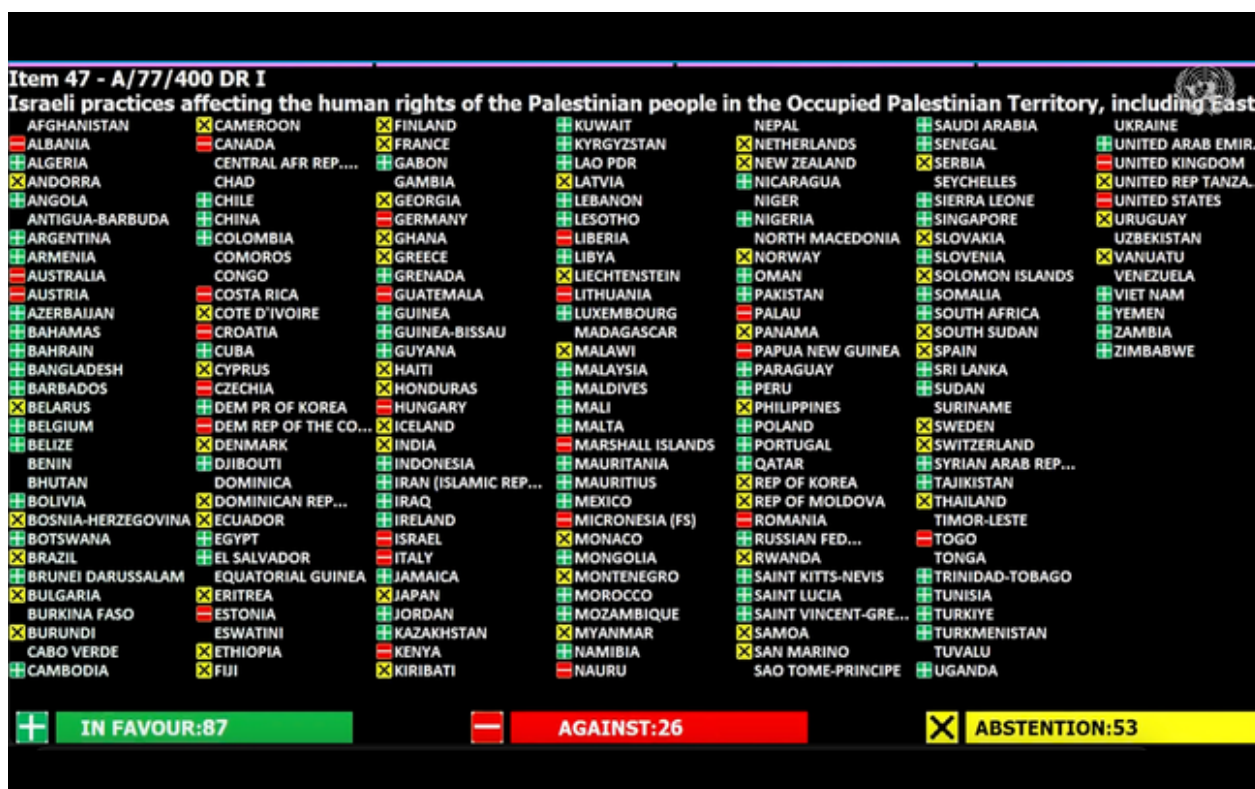 Item 47 - A/77/400 DR I
Israeli practices affecting the human rights of the Palestinian people in the Occupied Palestinian Territory, including East
AFGHANISTAN
ALBANIA
ALGERIA
ANDORRA
ANGOLA
ANTIGUA-BARBUDA
ARGENTINA
ARMENIA
AUSTRALIA
AUSTRIA
AZERBAIJAN
BAHAMAS
BAHRAIN
BANGLADESH
BARBADOS
BELARUS
BELGIUM
BELIZE
BENIN
BHUTAN
BOLIVIA
BOSNIA-HERZEGOVINA
BOTSWANA
BRAZIL
BRUNEI DARUSSALAM
BULGARIA
BURKINA FASO
BURUNDI
CABO VERDE
CAMBODIA
CAMEROON
CANADA
CENTRAL AFR REP....
CHAD
CHILE
CHINA
COLOMBIA
COMOROS
CONGO
COSTA RICA
COTE D'IVOIRE
CROATIA
CUBA
CYPRUS
CZECHIA
DEM PR OF KOREA
DEM REP OF THE CO...
DENMARK
DJIBOUTI
DOMINICA
DOMINICAN REP...
ECUADOR
EGYPT
EL SALVADOR
EQUATORIAL GUINEA
ERITREA
ESTONIA
ESWATINI
ETHIOPIA
FIJI
FINLAND
FRANCE
GABON
GAMBIA
GEORGIA
GERMANY
GHANA
GREECE
GRENADA
GUATEMALA
GUINEA
GUINEA-BISSAU
GUYANA
HAITI
HONDURAS
HUNGARY
ICELAND
INDIA
INDONESIA
IRAN (ISLAMIC REP...
IRAQ
IRELAND
ISRAEL
ITALY
JAMAICA
JAPAN
JORDAN
KAZAKHSTAN
KENYA
KIRIBATI
KUWAIT
KYRGYZSTAN
LAO PDR
LATVIA
LEBANON
LESOTHO
LIBERIA
LIBYA
LIECHTENSTEIN
LITHUANIA
LUXEMBOURG
MADAGASCAR
MALAWI
MALAYSIA
MALDIVES
MALI
MALTA
MARSHALL ISLANDS
MAURITANIA
MAURITIUS
MEXICO
MICRONESIA (FS)
MONACO
MONGOLIA
MONTENEGRO
MOROCCO
MOZAMBIQUE
MYANMAR
NAMIBIA
NAURU
NEPAL
NETHERLANDS
NEW ZEALAND
NICARAGUA
NIGER
NIGERIA
NORTH MACEDONIA
NORWAY
OMAN
PAKISTAN
PALAU
PANAMA
PAPUA NEW GUINEA
PARAGUAY
PERU
PHILIPPINES
POLAND
PORTUGAL
QATAR
REP OF KOREA
REP OF MOLDOVA
ROMANIA
RUSSIAN FED...
RWANDA
SAINT KITTS-NEVIS
SAINT LUCIA
SAINT VINCENT-GRE...
SAMOA
SAN MARINO
SAO TOME-PRINCIPE
SAUDI ARABIA
SENEGAL
SERBIA
SEYCHELLES
SIERRA LEONE
SINGAPORE
SLOVAKIA
SLOVENIA
SOLOMON ISLANDS
SOMALIA
SOUTH AFRICA
SOUTH SUDAN
SPAIN
SRI LANKA
SUDAN
SURINAME
SWEDEN
SWITZERLAND
SYRIAN ARAB REP...
TAJIKISTAN
THAILAND
TIMOR-LESTE
TOGO
TONGA
TRINIDAD-TOBAGO
TUNISIA
TURKIYE
TURKMENISTAN
TUVALU
UGANDA
UKRAINE
UNITED ARAB EMIR
UNITED KINGDOM
UNITED REP TANZA...
UNITED STATES
URUGUAY
UZBEKISTAN
VANUATU
VENEZUELA
VIET NAM
YEMEN
ZAMBIA
ZIMBABWE
IN FAVOUR:87
AGAINST:26
ABSTENTION:53